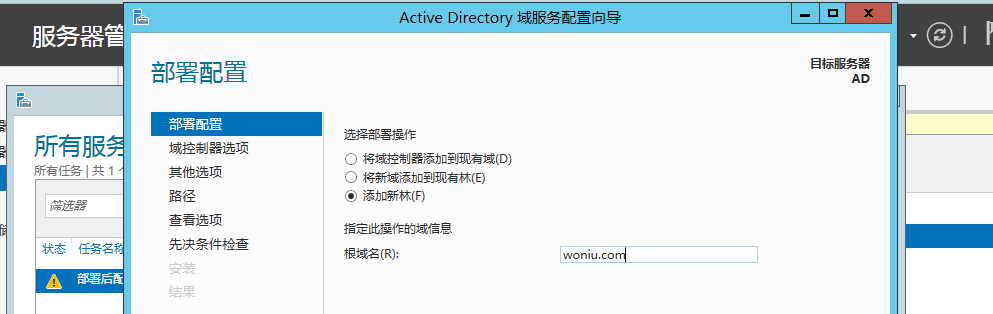 Active Directory 域服务配置向导
服务器管
部署配置
目标服务器
AD
部署配置
域控制器选项
其他选项
路径
查看选项
先决条件检查
安装
结果
选择部署操作
将域控制器添加到现有域(D)
将新域添加到现有林(E)
添加新林(F)
指定此操作的域信息
根域名(R):
woniu.com
所有服务
所有任务 | 共 1 个
筛选器
状态
任务名称
部署后配
储